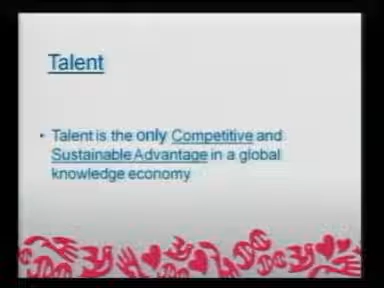 Talent
• Talent is the only Competitive and
Sustainable Advantage in a global
knowledge economy